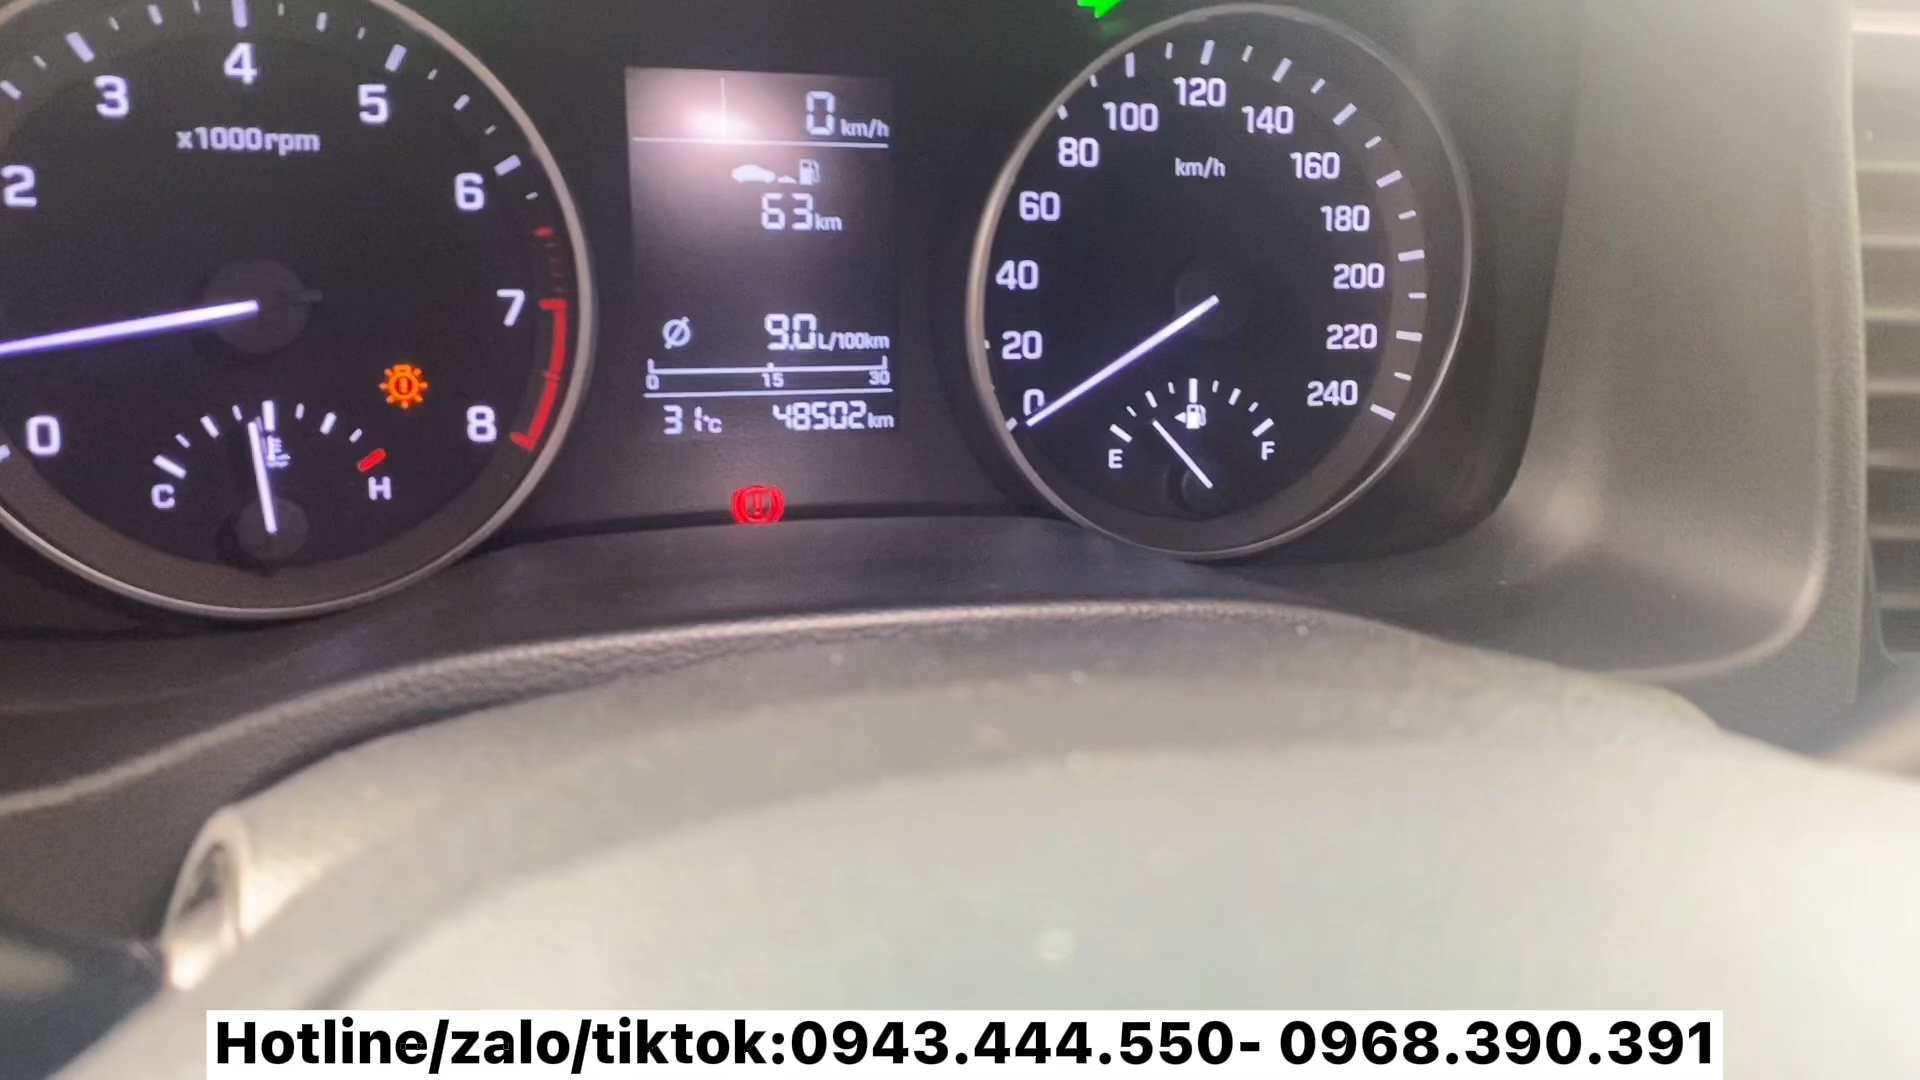 2
3
4
5
6
7
8
0
x1000rpm
C
H
0 km/h
63 km
9.0 L/100km
0 15 30
31°C 48502 km
0
20
40
60
80
100
120
140
160
180
200
220
240
km/h
E
F
Hotline/zalo/tiktok:0943.444.550- 0968.390.391